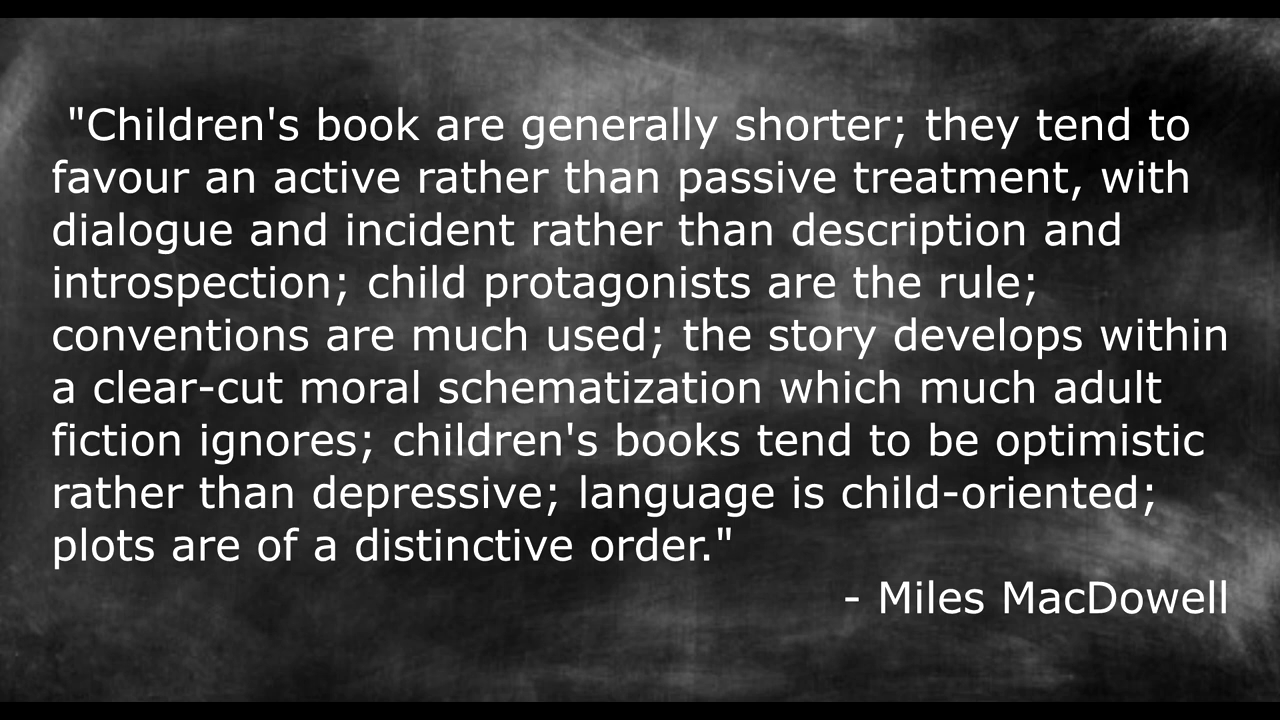 "Children's book are generally shorter; they tend to
favour an active rather than passive treatment, with
dialogue and incident rather than description and
introspection; child protagonists are the rule;
conventions are much used; the story develops within
a clear-cut moral schematization which much adult
fiction ignores; children's books tend to be optimistic
rather than depressive; language is child-oriented;
plots are of a distinctive order."
- Miles MacDowell